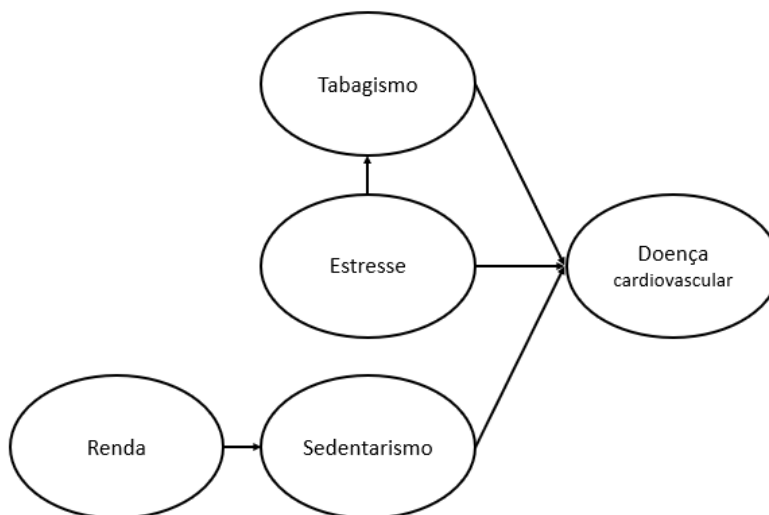 Tabagismo
Estresse
Doença
cardiovascular
Renda
Sedentarismo